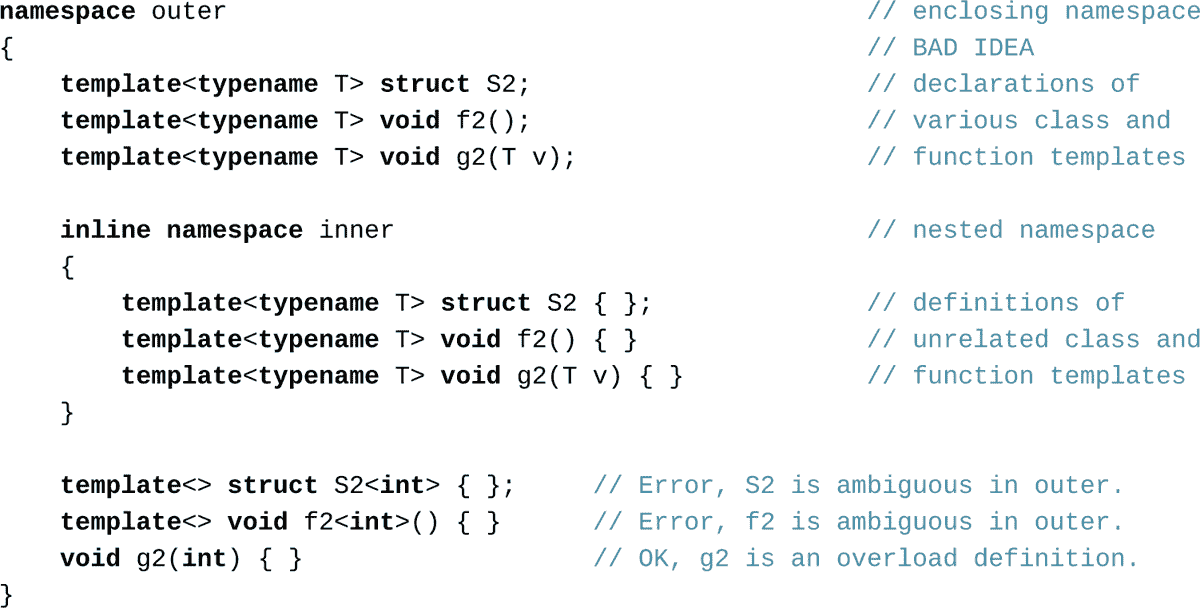 namespace outer // enclosing namespace
{ // BAD IDEA
    template<typename T> struct S2; // declarations of
    template<typename T> void f2(); // various class and
    template<typename T> void g2(T v); // function templates
    inline namespace inner // nested namespace
    {
        template<typename T> struct S2 { }; // definitions of
        template<typename T> void f2() { } // unrelated class and
        template<typename T> void g2(T v) { } // function templates
    }
    template<> struct S2<int> { }; // Error, S2 is ambiguous in outer.
    template<> void f2<int>() { } // Error, f2 is ambiguous in outer.
    void g2(int) { } // OK, g2 is an overload definition.
}